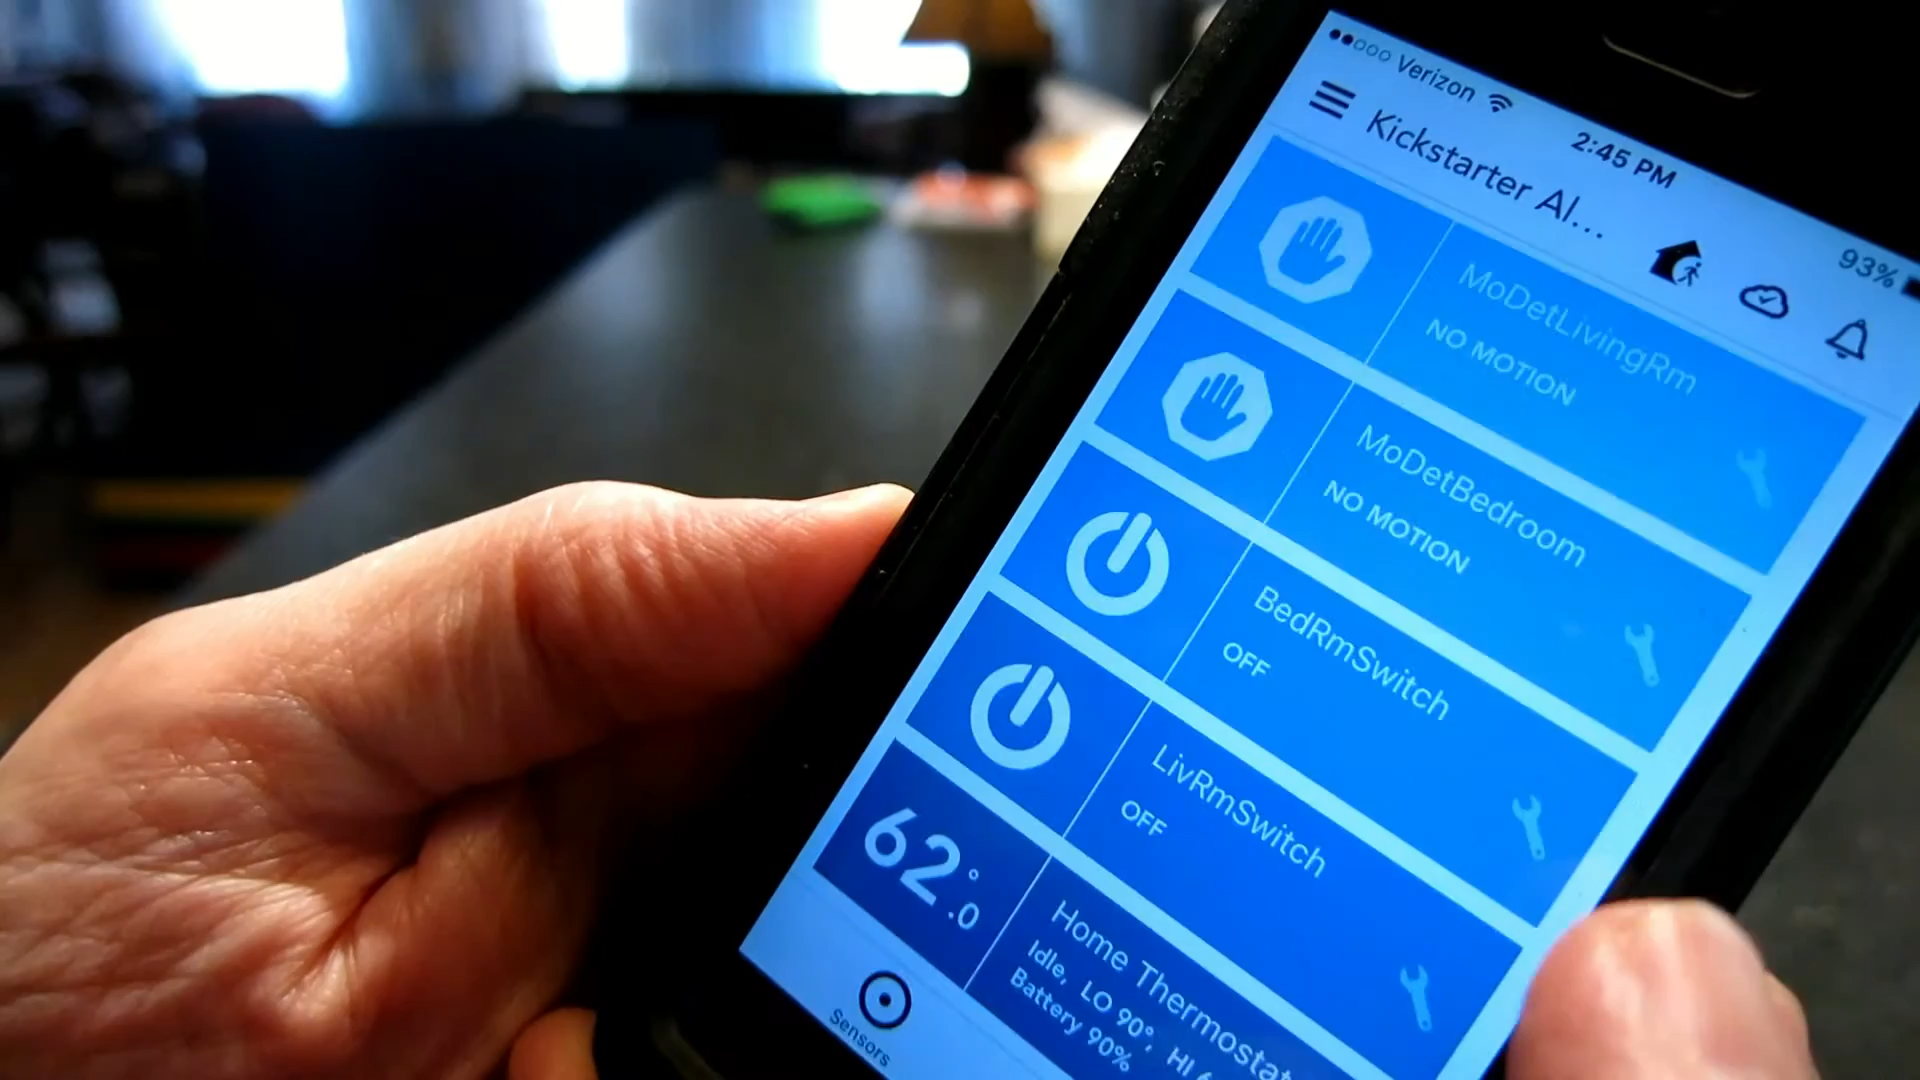 Verizon
2:45 PM
93%
Kickstarter Al...
MoDetLivingRm
NO MOTION
MoDetBedroom
NO MOTION
BedRmSwitch
OFF
LivRmSwitch
OFF
62°.0
Home Thermostat
Idle, LO 90°, HI
Battery 90%
Sensors